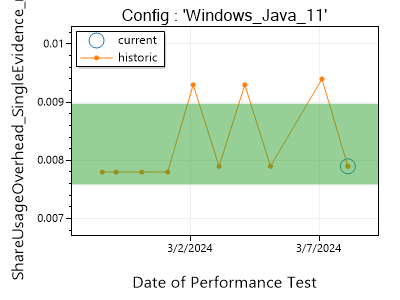 Config : 'Windows_Java_11'
ShareUsageOverhead_SingleEvidence_
0.01
0.009
0.008
0.007
current
historic
3/2/2024
3/7/2024
Date of Performance Test